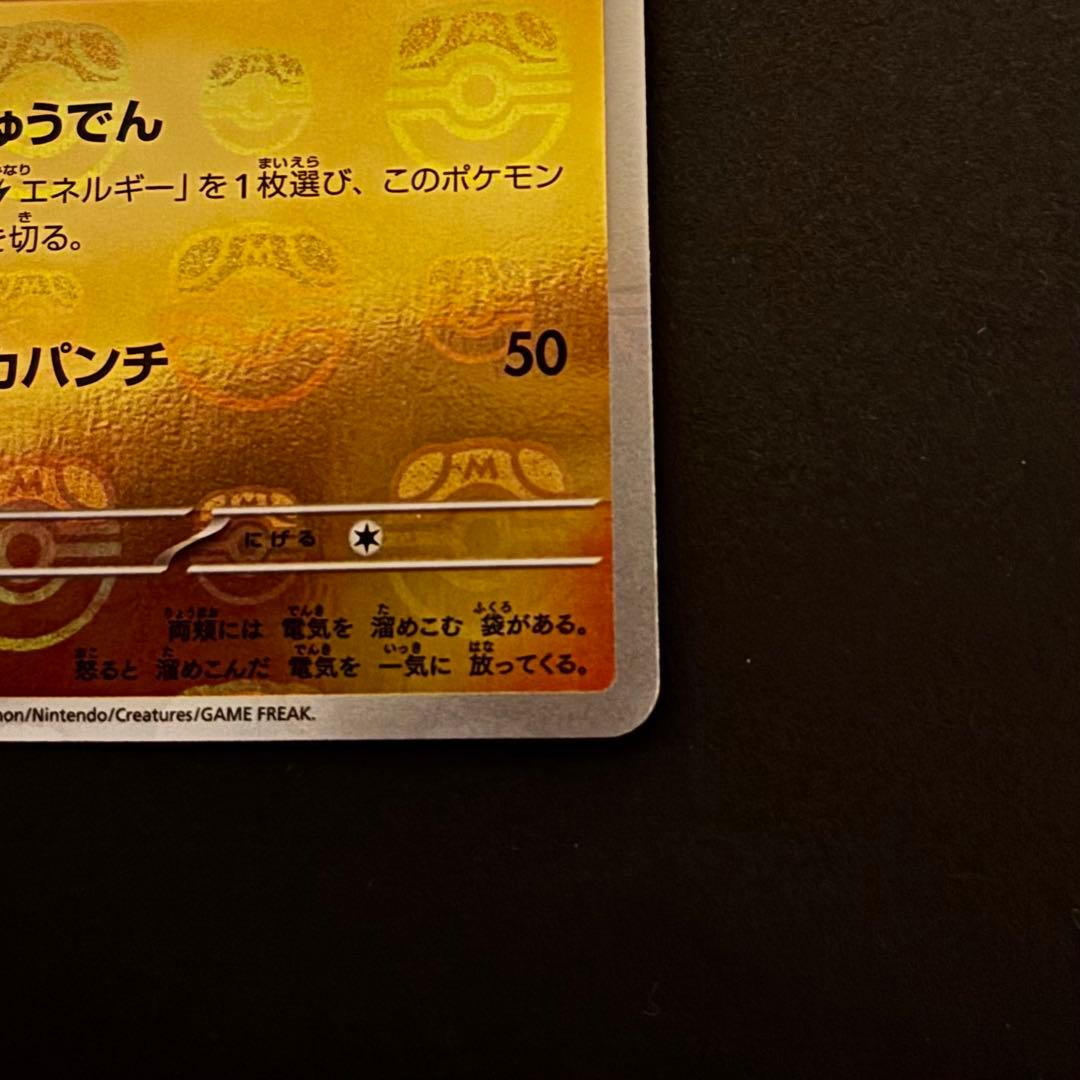 ゅうでん
エネルギー」を1枚選び、このポケモン
を切る。
カパンチ 50
にげる
両頬には 電気を 溜めこむ 袋がある。
怒ると 溜めこんだ 電気を 一気に 放ってくる。
mon/Nintendo/Creatures/GAME FREAK.